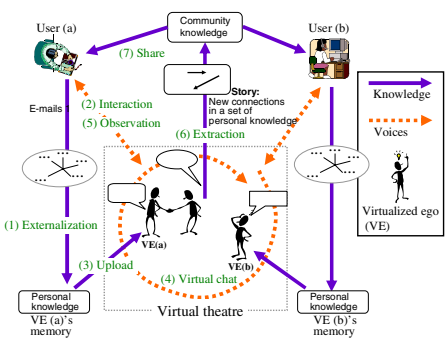 User (a)
Community
knowledge
User (b)
(7) Share
Story:
New connections
in a set of
personal knowledge
Knowledge
Voices
Virtualized ego
(VE)
E-mails
(2) Interaction
(5) Observation
(6) Extraction
(1) Externalization
VE(a)
VE(b)
(3) Upload
(4) Virtual chat
Virtual theatre
Personal
knowledge
VE (a)'s
memory
Personal
knowledge
VE (b)'s
memory